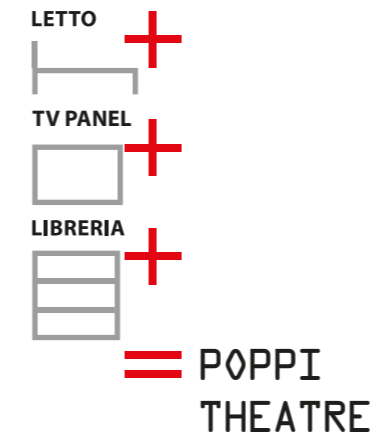 LETTO
+
TV PANEL
+
LIBRERIA
+
= POPPI
THEATRE